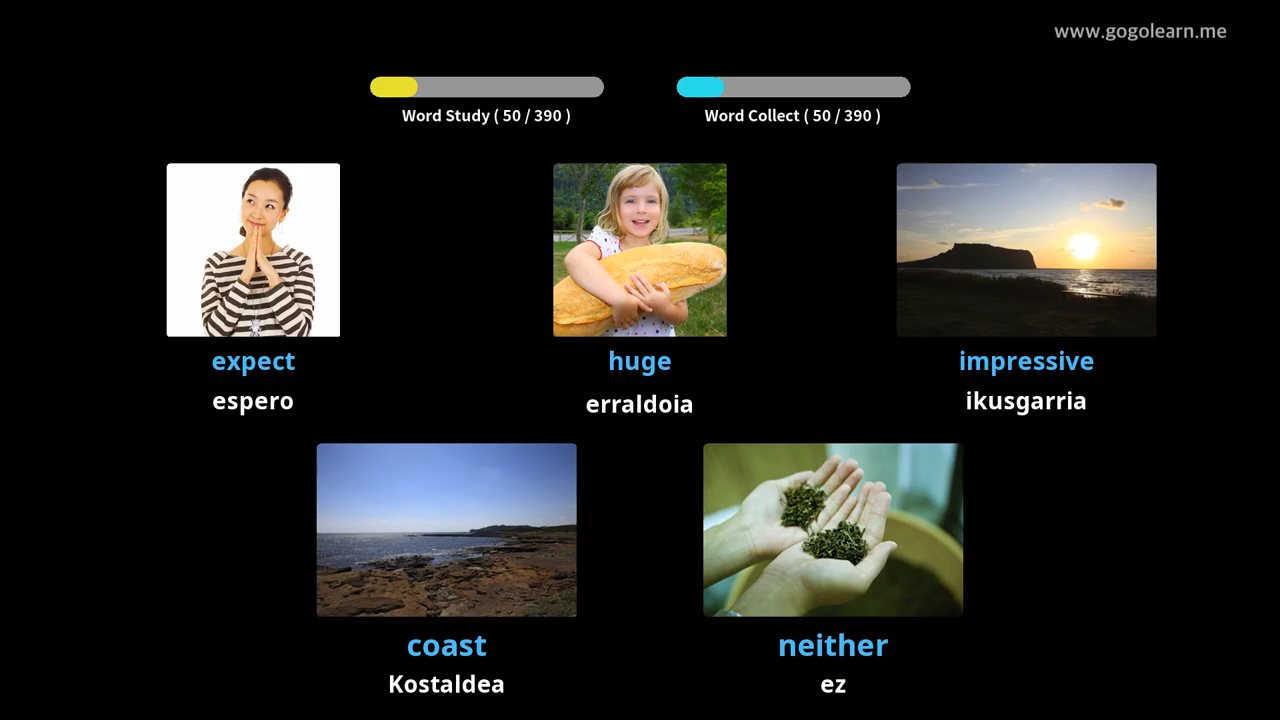 www.gogolearn.me
Word Study ( 50 / 390 )
Word Collect ( 50 / 390 )
expect
espero
huge
erraldoia
impressive
ikusgarria
coast
Kostaldea
neither
ez